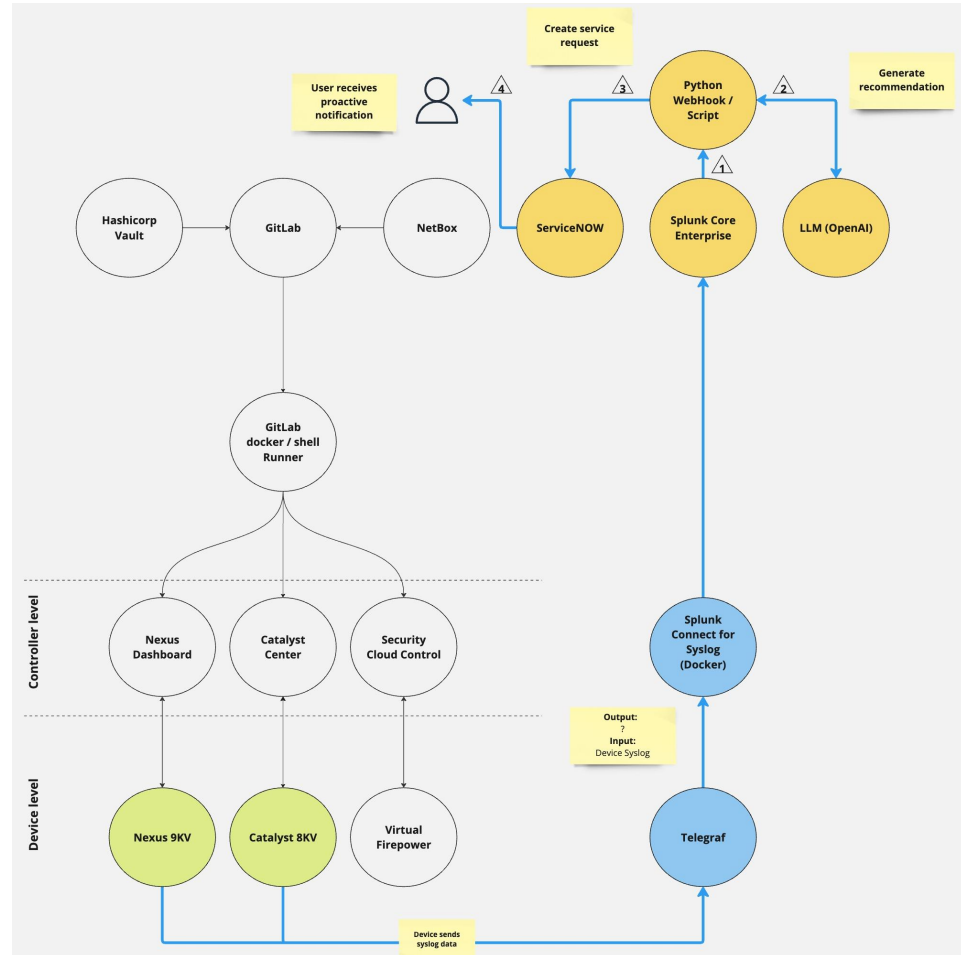 Create service
request
User receives
proactive
notification
4
3
Python
WebHook /
Script
2
Generate
recommendation
1
Hashicorp
Vault
GitLab
NetBox
ServiceNOW
Splunk Core
Enterprise
LLM (OpenAI)
GitLab
docker / shell
Runner
Controller level
Nexus
Dashboard
Catalyst
Center
Security
Cloud Control
Splunk
Connect for
Syslog
(Docker)
Output:
?
Input:
Device Syslog
Device level
Nexus 9KV
Catalyst 8KV
Virtual
Firepower
Telegraf
Device sends
syslog data